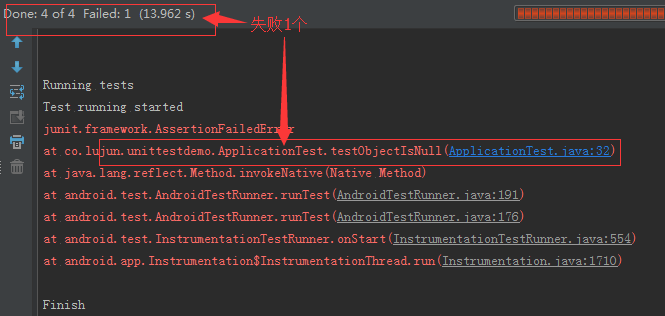 Done: 4 of 4 Failed: 1 (13.962 s)
失败1个
Running tests
Test running started
junit.framework.AssertionFailedError
at co.lujun.unittestdemo.ApplicationTest.testObjectIsNull(ApplicationTest.java:32)
at java.lang.reflect.Method.invokeNative(Native Method)
at android.test.AndroidTestRunner.runTest(AndroidTestRunner.java:191)
at android.test.AndroidTestRunner.runTest(AndroidTestRunner.java:176)
at android.test.InstrumentationTestRunner.onStart(InstrumentationTestRunner.java:554)
at android.app.Instrumentation$InstrumentationThread.run(Instrumentation.java:1710)
Finish